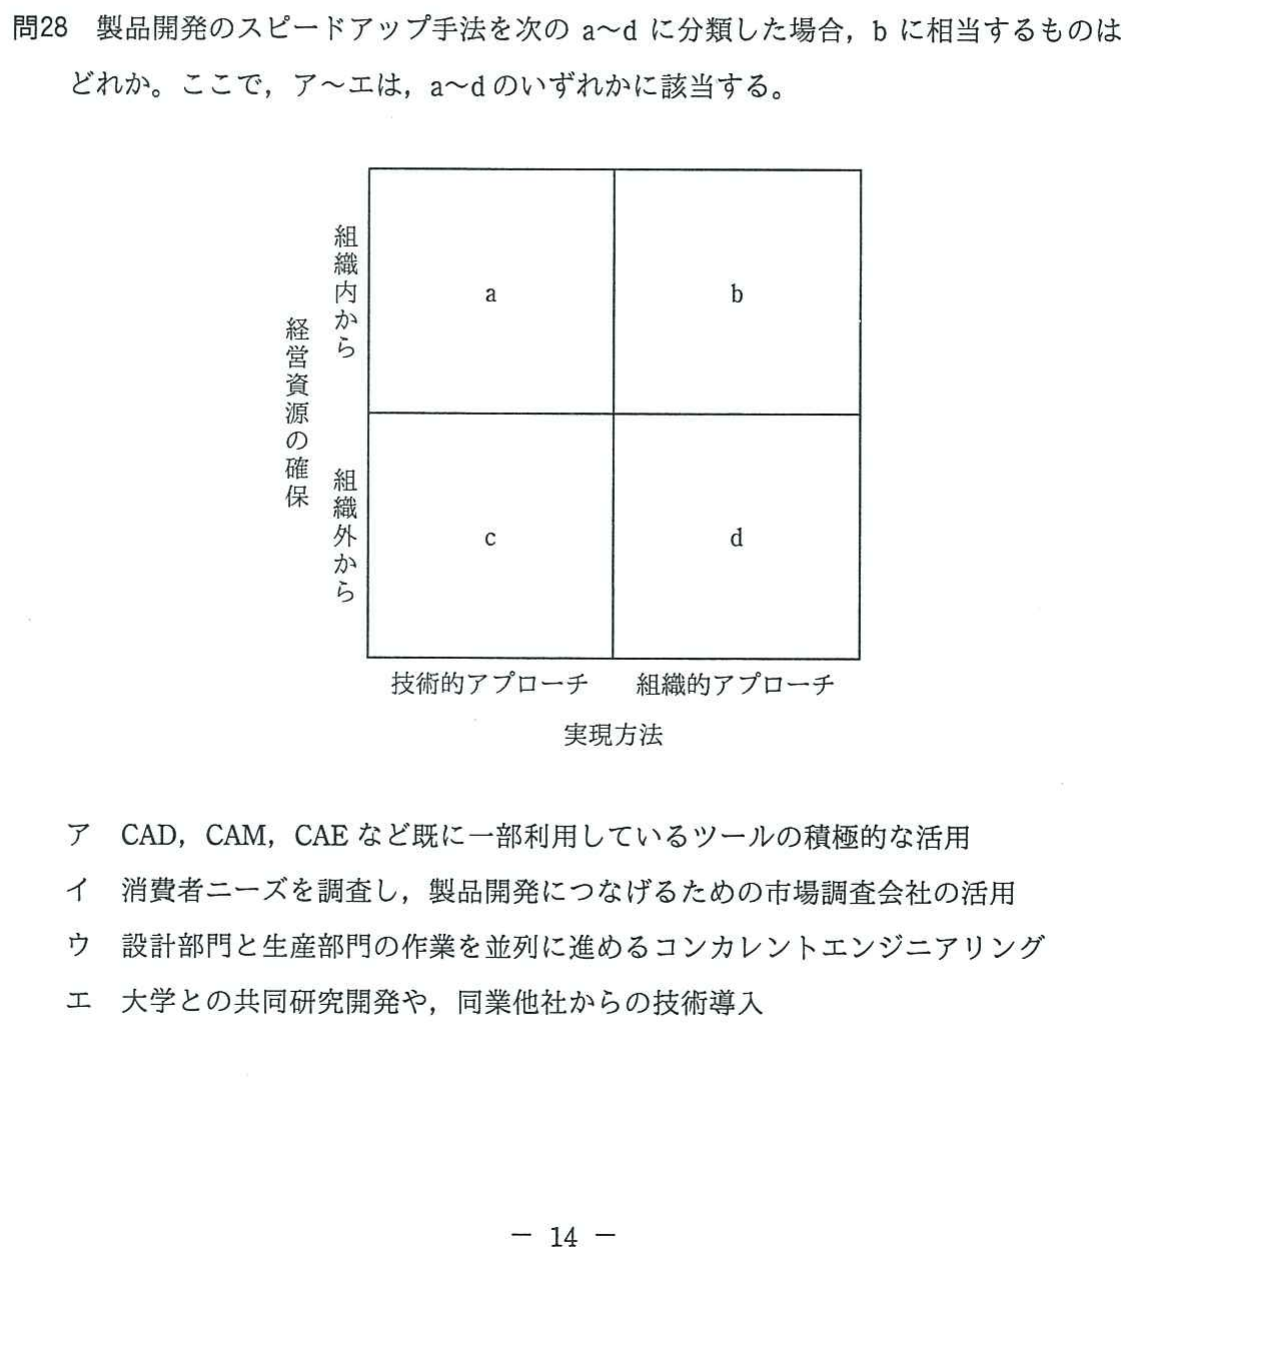 問28　製品開発のスピードアップ手法を次の a～d に分類した場合，b に相当するものは
どれか。ここで，ア～エは，a～d のいずれかに該当する。
経営資源の確保
組織内から
a
b
組織外から
c
d
技術的アプローチ　組織的アプローチ
実現方法
ア　CAD，CAM，CAE など既に一部利用しているツールの積極的な活用
イ　消費者ニーズを調査し，製品開発につなげるための市場調査会社の活用
ウ　設計部門と生産部門の作業を並列に進めるコンカレントエンジニアリング
エ　大学との共同研究開発や，同業他社からの技術導入
－ 14 －